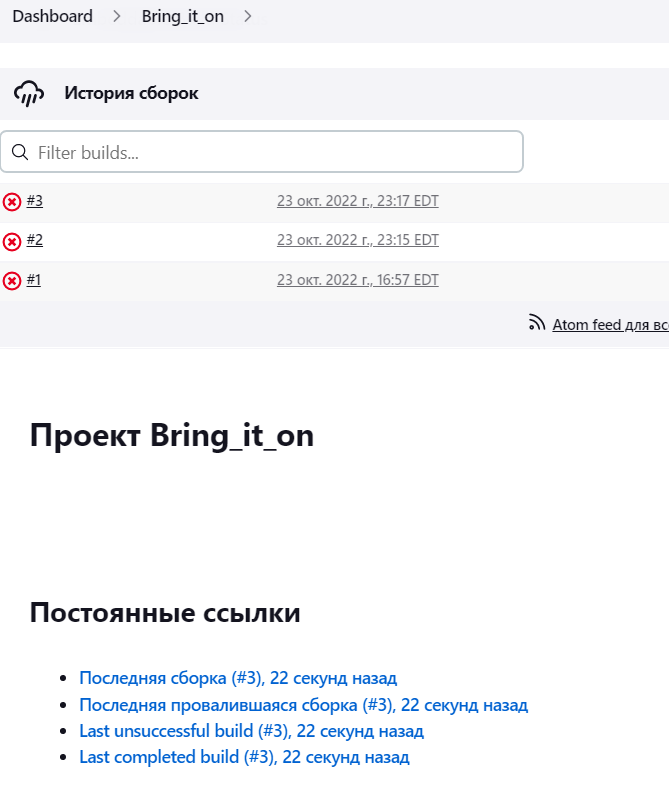 Dashboard > Bring_it_on >
История сборок
Filter builds...
#3 23 окт. 2022 г., 23:17 EDT
#2 23 окт. 2022 г., 23:15 EDT
#1 23 окт. 2022 г., 16:57 EDT
Atom feed для вс
Проект Bring_it_on
Постоянные ссылки
• Последняя сборка (#3), 22 секунд назад
• Последняя провалившаяся сборка (#3), 22 секунд назад
• Last unsuccessful build (#3), 22 секунд назад
• Last completed build (#3), 22 секунд назад